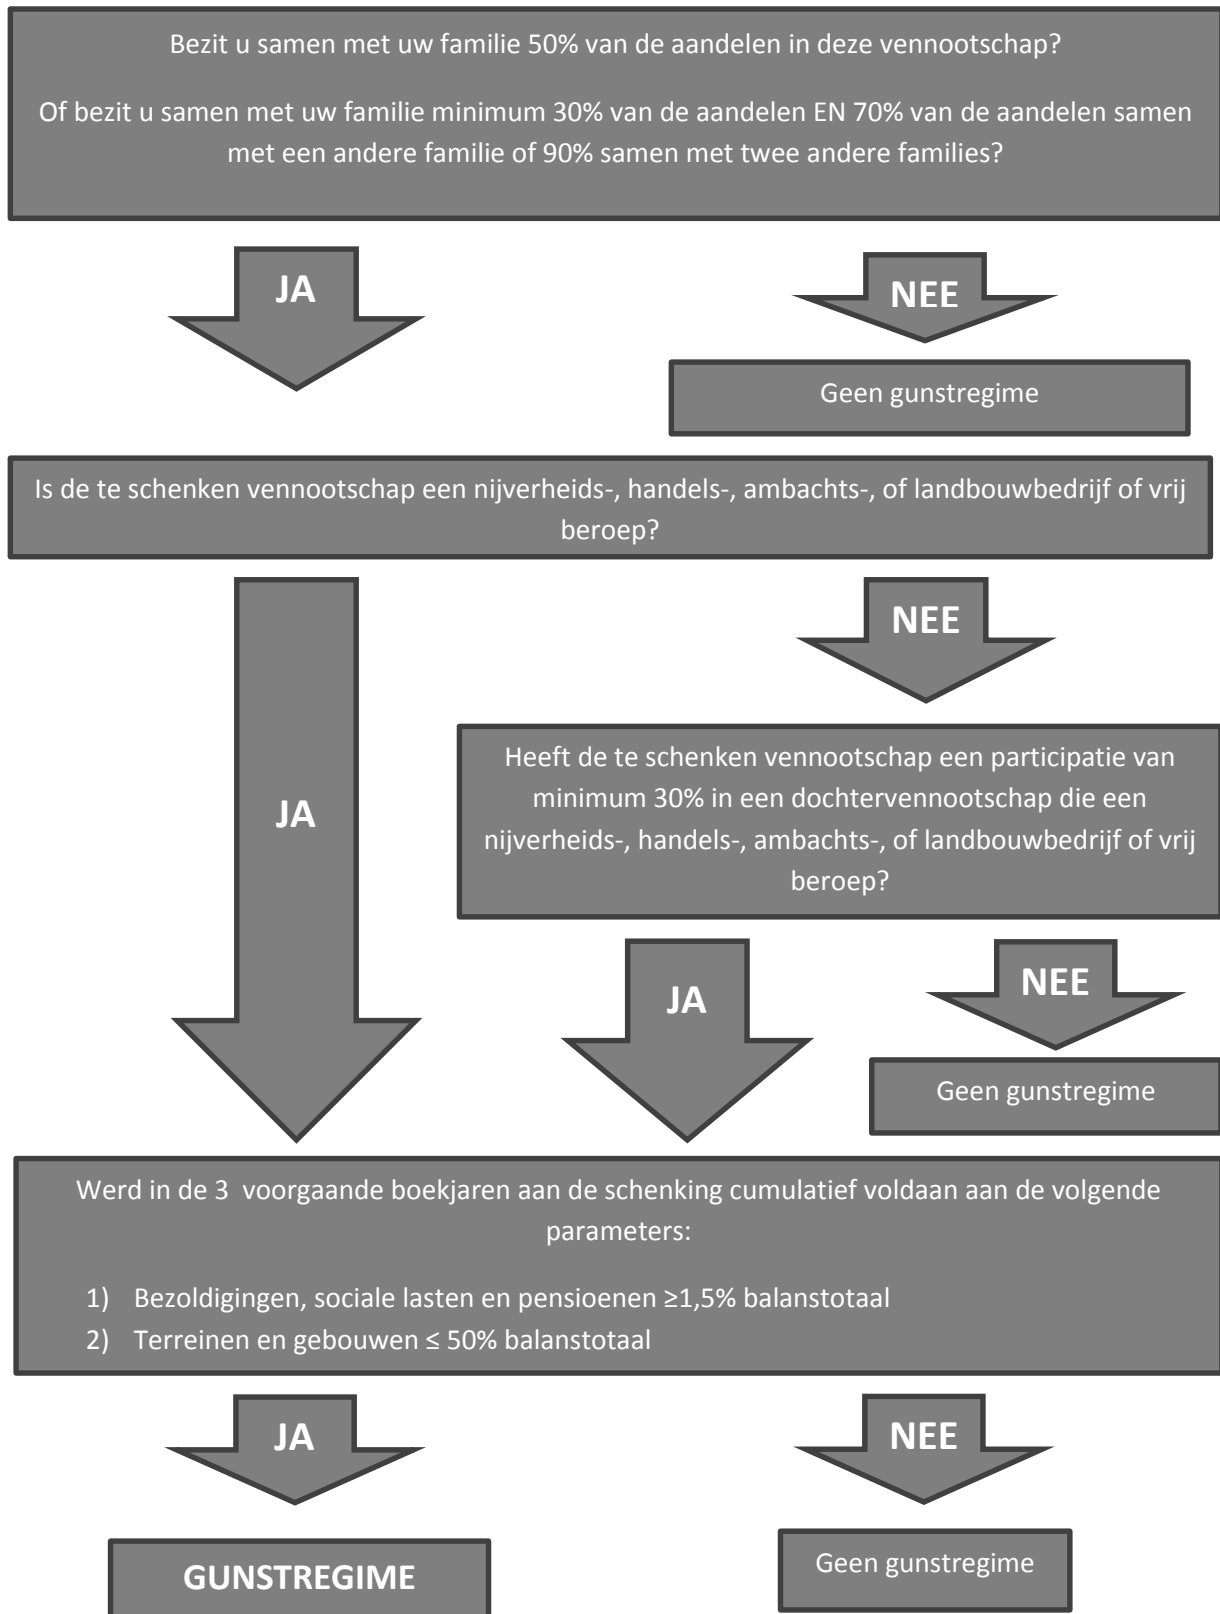 Bezit u samen met uw familie 50% van de aandelen in deze vennootschap?
Of bezit u samen met uw familie minimum 30% van de aandelen EN 70% van de aandelen samen
met een andere familie of 90% samen met twee andere families?
JA
NEE
Geen gunstregime
Is de te schenken vennootschap een nijverheids-, handels-, ambachts-, of landbouwbedrijf of vrij
beroep?
NEE
Heeft de te schenken vennootschap een participatie van
minimum 30% in een dochtervennootschap die een
nijverheids-, handels-, ambachts-, of landbouwbedrijf of vrij
beroep?
JA
JA
NEE
Geen gunstregime
Werd in de 3 voorgaande boekjaren aan de schenking cumulatief voldaan aan de volgende
parameters:
1) Bezoldigingen, sociale lasten en pensioenen ≥1,5% balanstotaal
2) Terreinen en gebouwen ≤ 50% balanstotaal
JA
NEE
GUNSTREGIME
Geen gunstregime